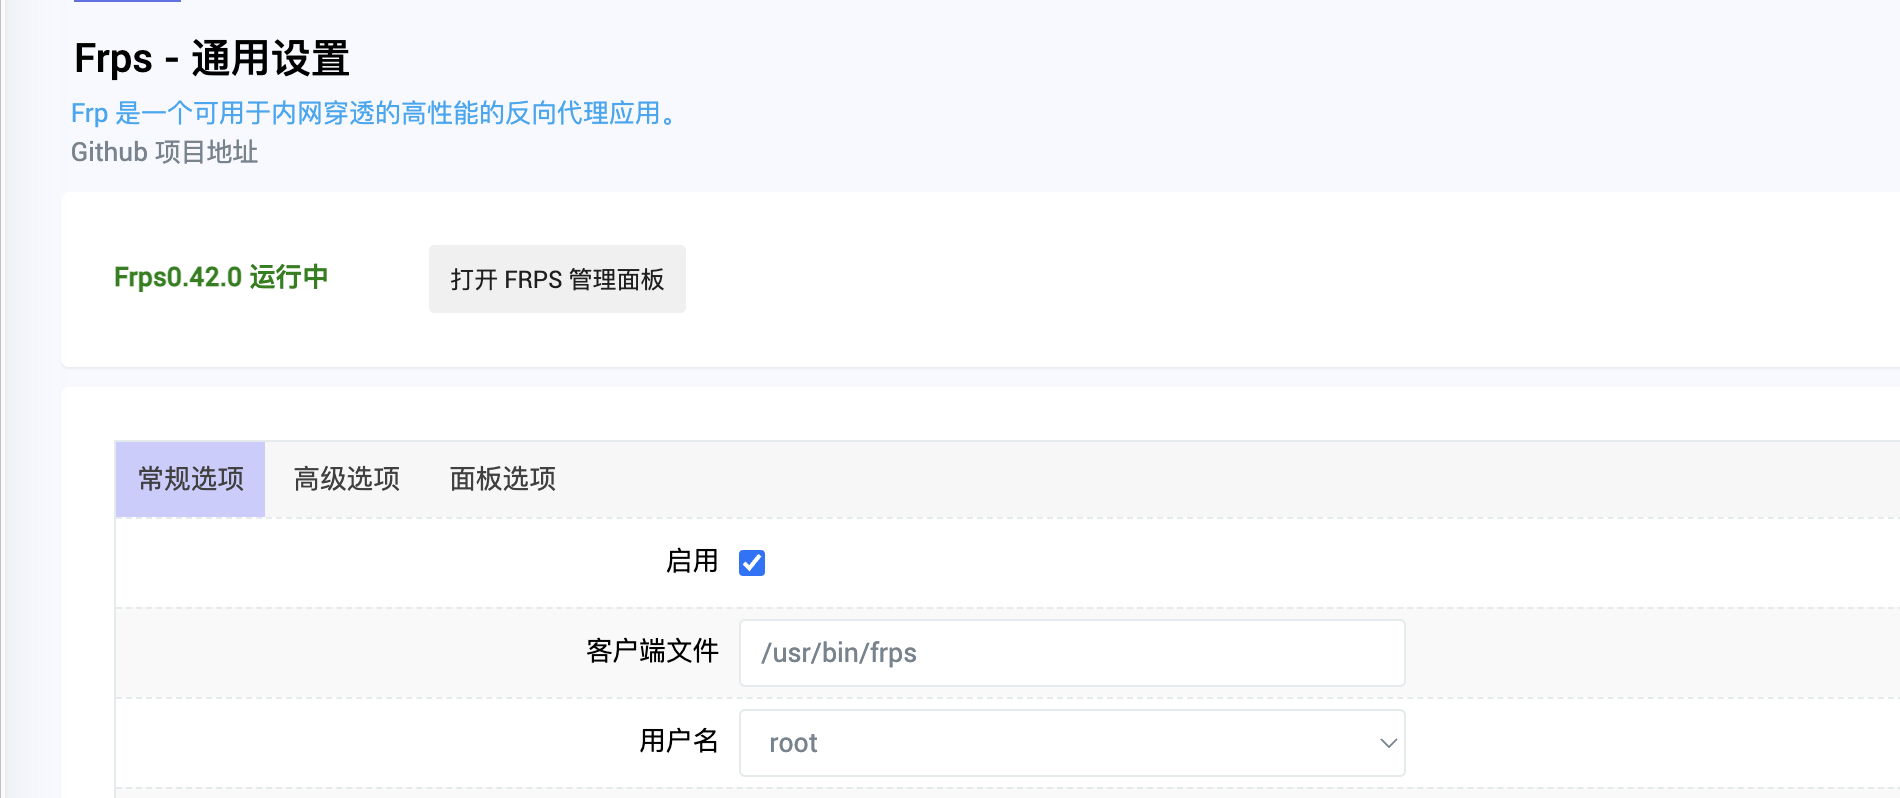 Frps - 通用设置
Frp 是一个可用于内网穿透的高性能的反向代理应用。
Github 项目地址
Frps0.42.0 运行中
打开 FRPS 管理面板
常规选项 高级选项 面板选项
启用
客户端文件 /usr/bin/frps
用户名 root